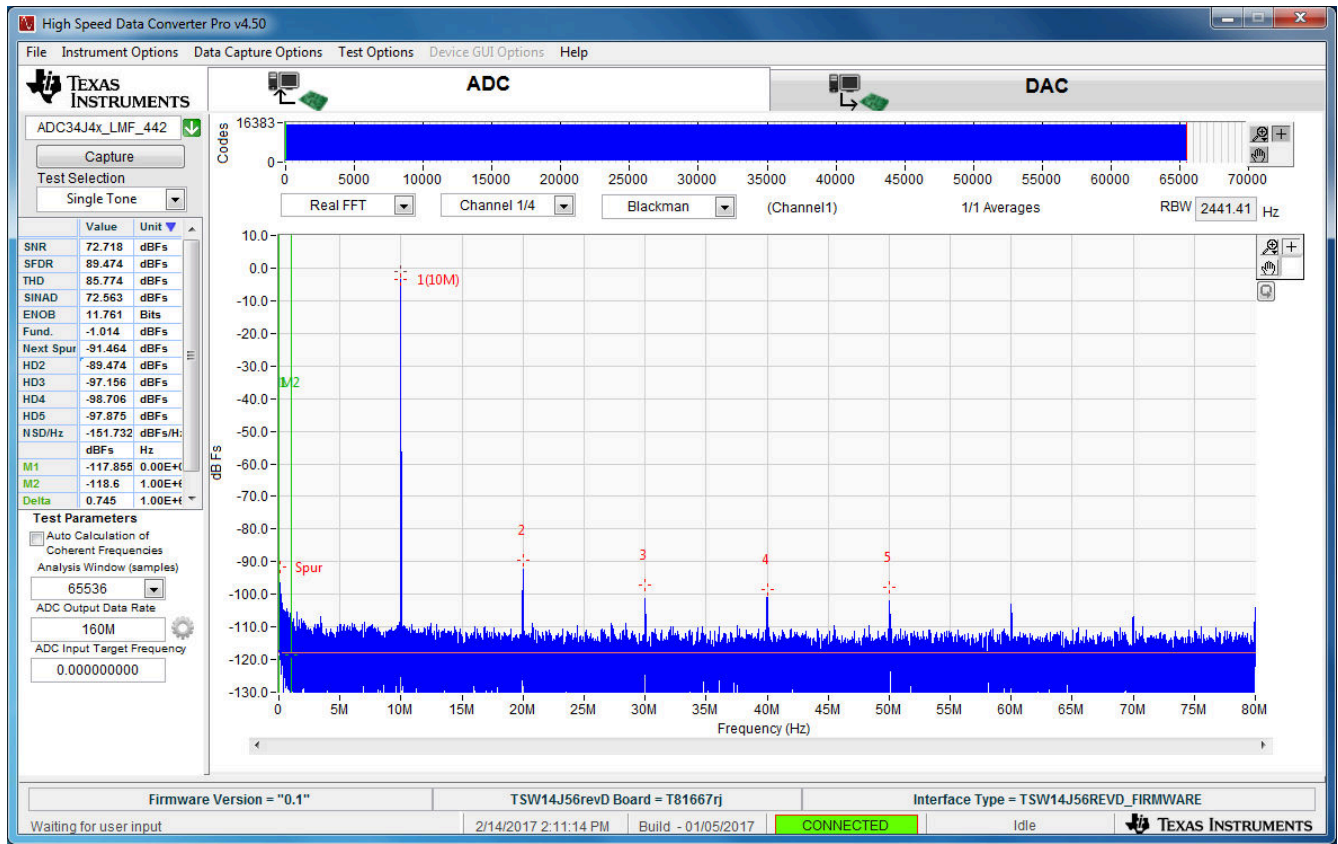 High Speed Data Converter Pro v4.50
File Instrument Options Data Capture Options Test Options Device GUI Options Help
TEXAS INSTRUMENTS
ADC
DAC
ADC34J4x_LMF_442
Capture
Test Selection
Single Tone
Value Unit
SNR 72.718 dBFs
SFDR 89.474 dBFs
THD 85.774 dBFs
SINAD 72.563 dBFs
ENOB 11.761 Bits
Fund. -1.014 dBFs
Next Spur -91.464 dBFs
HD2 -89.474 dBFs
HD3 -97.156 dBFs
HD4 -98.706 dBFs
HD5 -97.875 dBFs
NSD/Hz -151.732 dBFs/H
dBFs Hz
M1 -117.855 0.00E+
M2 -118.6 1.00E+
Delta 0.745 1.00E+
Test Parameters
Auto Calculation of
Coherent Frequencies
Analysis Window (samples)
65536
ADC Output Data Rate
160M
ADC Input Target Frequency
0.000000000
Codes
16383
0
0 5000 10000 15000 20000 25000 30000 35000 40000 45000 50000 55000 60000 65000 70000
Real FFT Channel 1/4 Blackman (Channel1) 1/1 Averages RBW 2441.41 Hz
dB Fs
10.0
0.0
-10.0
-20.0
-30.0
-40.0
-50.0
-60.0
-70.0
-80.0
-90.0
-100.0
-110.0
-120.0
-130.0
1(10M)
M2
2
3
4
5
Spur
0 5M 10M 15M 20M 25M 30M 35M 40M 45M 50M 55M 60M 65M 70M 75M 80M
Frequency (Hz)
Firmware Version = "0.1" TSW14J56revD Board = T81667rj Interface Type = TSW14J56REVD_FIRMWARE
Waiting for user input 2/14/2017 2:11:14 PM Build - 01/05/2017 CONNECTED Idle TEXAS INSTRUMENTS